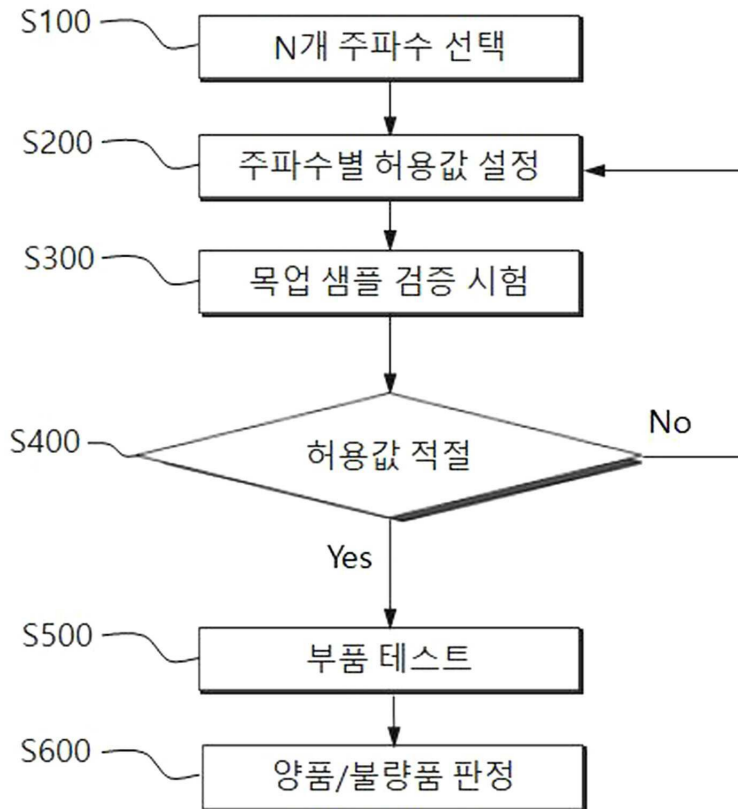 S100
N개 주파수 선택
S200
주파수별 허용값 설정
S300
목업 샘플 검증 시험
S400
허용값 적절
No
Yes
S500
부품 테스트
S600
양품/불량품 판정